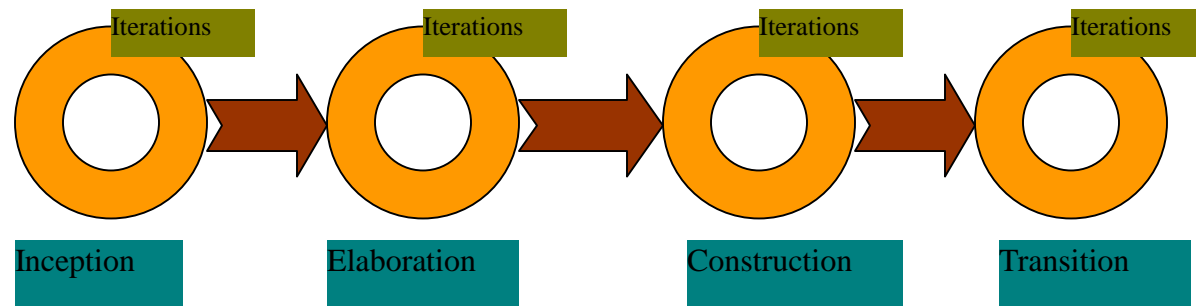 Iterations
Iterations
Iterations
Iterations
Inception
Elaboration
Construction
Transition